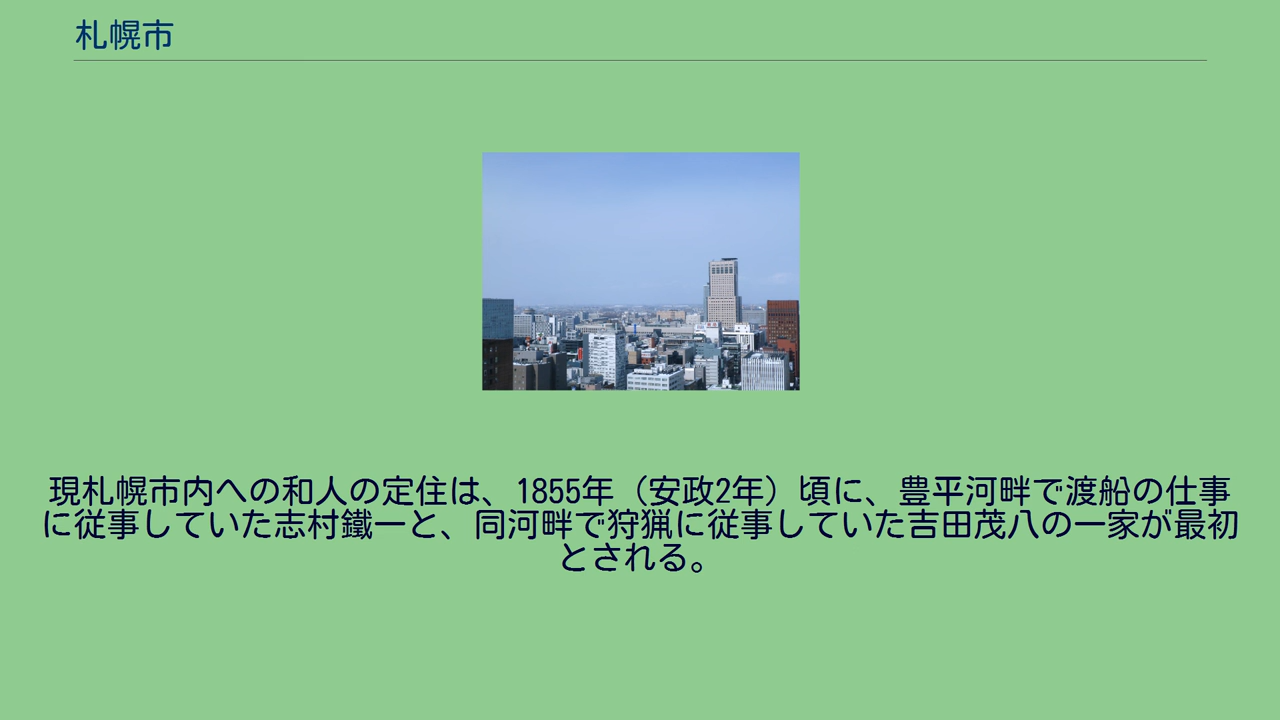 札幌市
現札幌市内への和人の定住は、1855年（安政2年）頃に、豊平河畔で渡船の仕事
に従事していた志村鐵一と、同河畔で狩猟に従事していた吉田茂八の一家が最初
とされる。